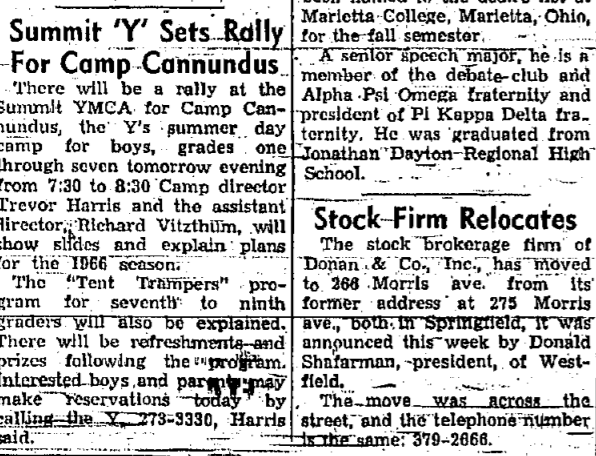 Summit 'Y' Sets Rally
For Camp Cannundus
There will be a rally at the
Summit YMCA for Camp Can-
nundus, the Y's summer day
camp for boys, grades one
through seven tomorrow evening
from 7:30 to 8:30 Camp director
Trevor Harris and the assistant
director, Richard Vitzthum, will
show slides and explain plans
for the 1966 season.
The "Tent Trampers" pro-
gram for seventh to ninth
graders will also be explained.
There will be refreshments and
prizes following the program.
Interested boys and parents may
make reservations today by
calling the Y, 273-3330, Harris
said.
Marietta College, Marietta, Ohio,
for the fall semester.
A senior speech major, he is a
member of the debate club and
Alpha Psi Omega fraternity and
president of Pi Kappa Delta fra-
ternity. He was graduated from
Jonathan Dayton Regional High
School.
Stock Firm Relocates
The stock brokerage firm of
Donan & Co., Inc., has moved
to 266 Morris ave. from its
former address at 275 Morris
ave., both in Springfield, it was
announced this week by Donald
Shafarman, president, of West-
field.
The move was across the
street, and the telephone number
is the same: 379-2666.